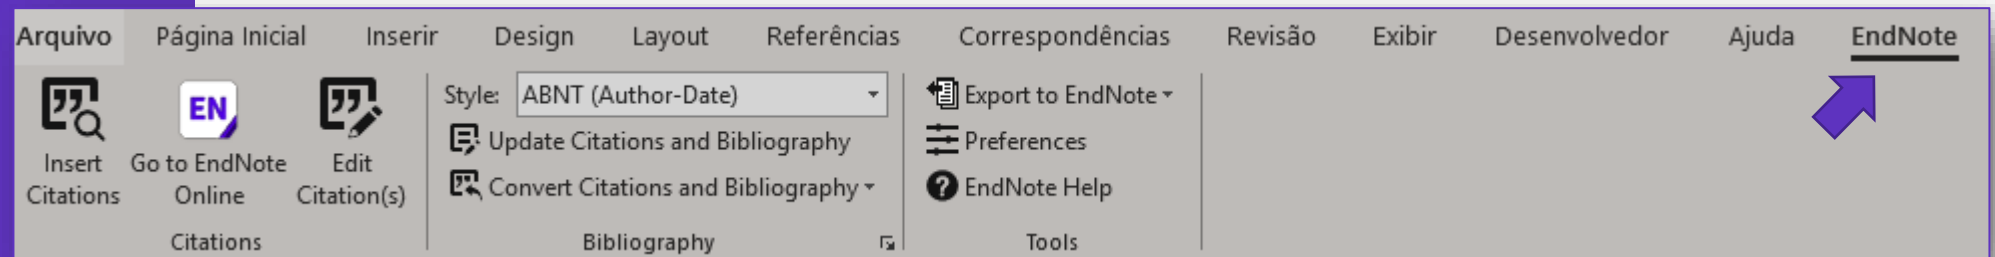 Arquivo Página Inicial Inserir Design Layout Referências Correspondências Revisão Exibir Desenvolvedor Ajuda EndNote
Insert
Citations
EN
Go to EndNote
Online
Edit
Citation(s)
Citations
Style: ABNT (Author-Date)
Update Citations and Bibliography
Convert Citations and Bibliography
Bibliography
Export to EndNote
Preferences
EndNote Help
Tools